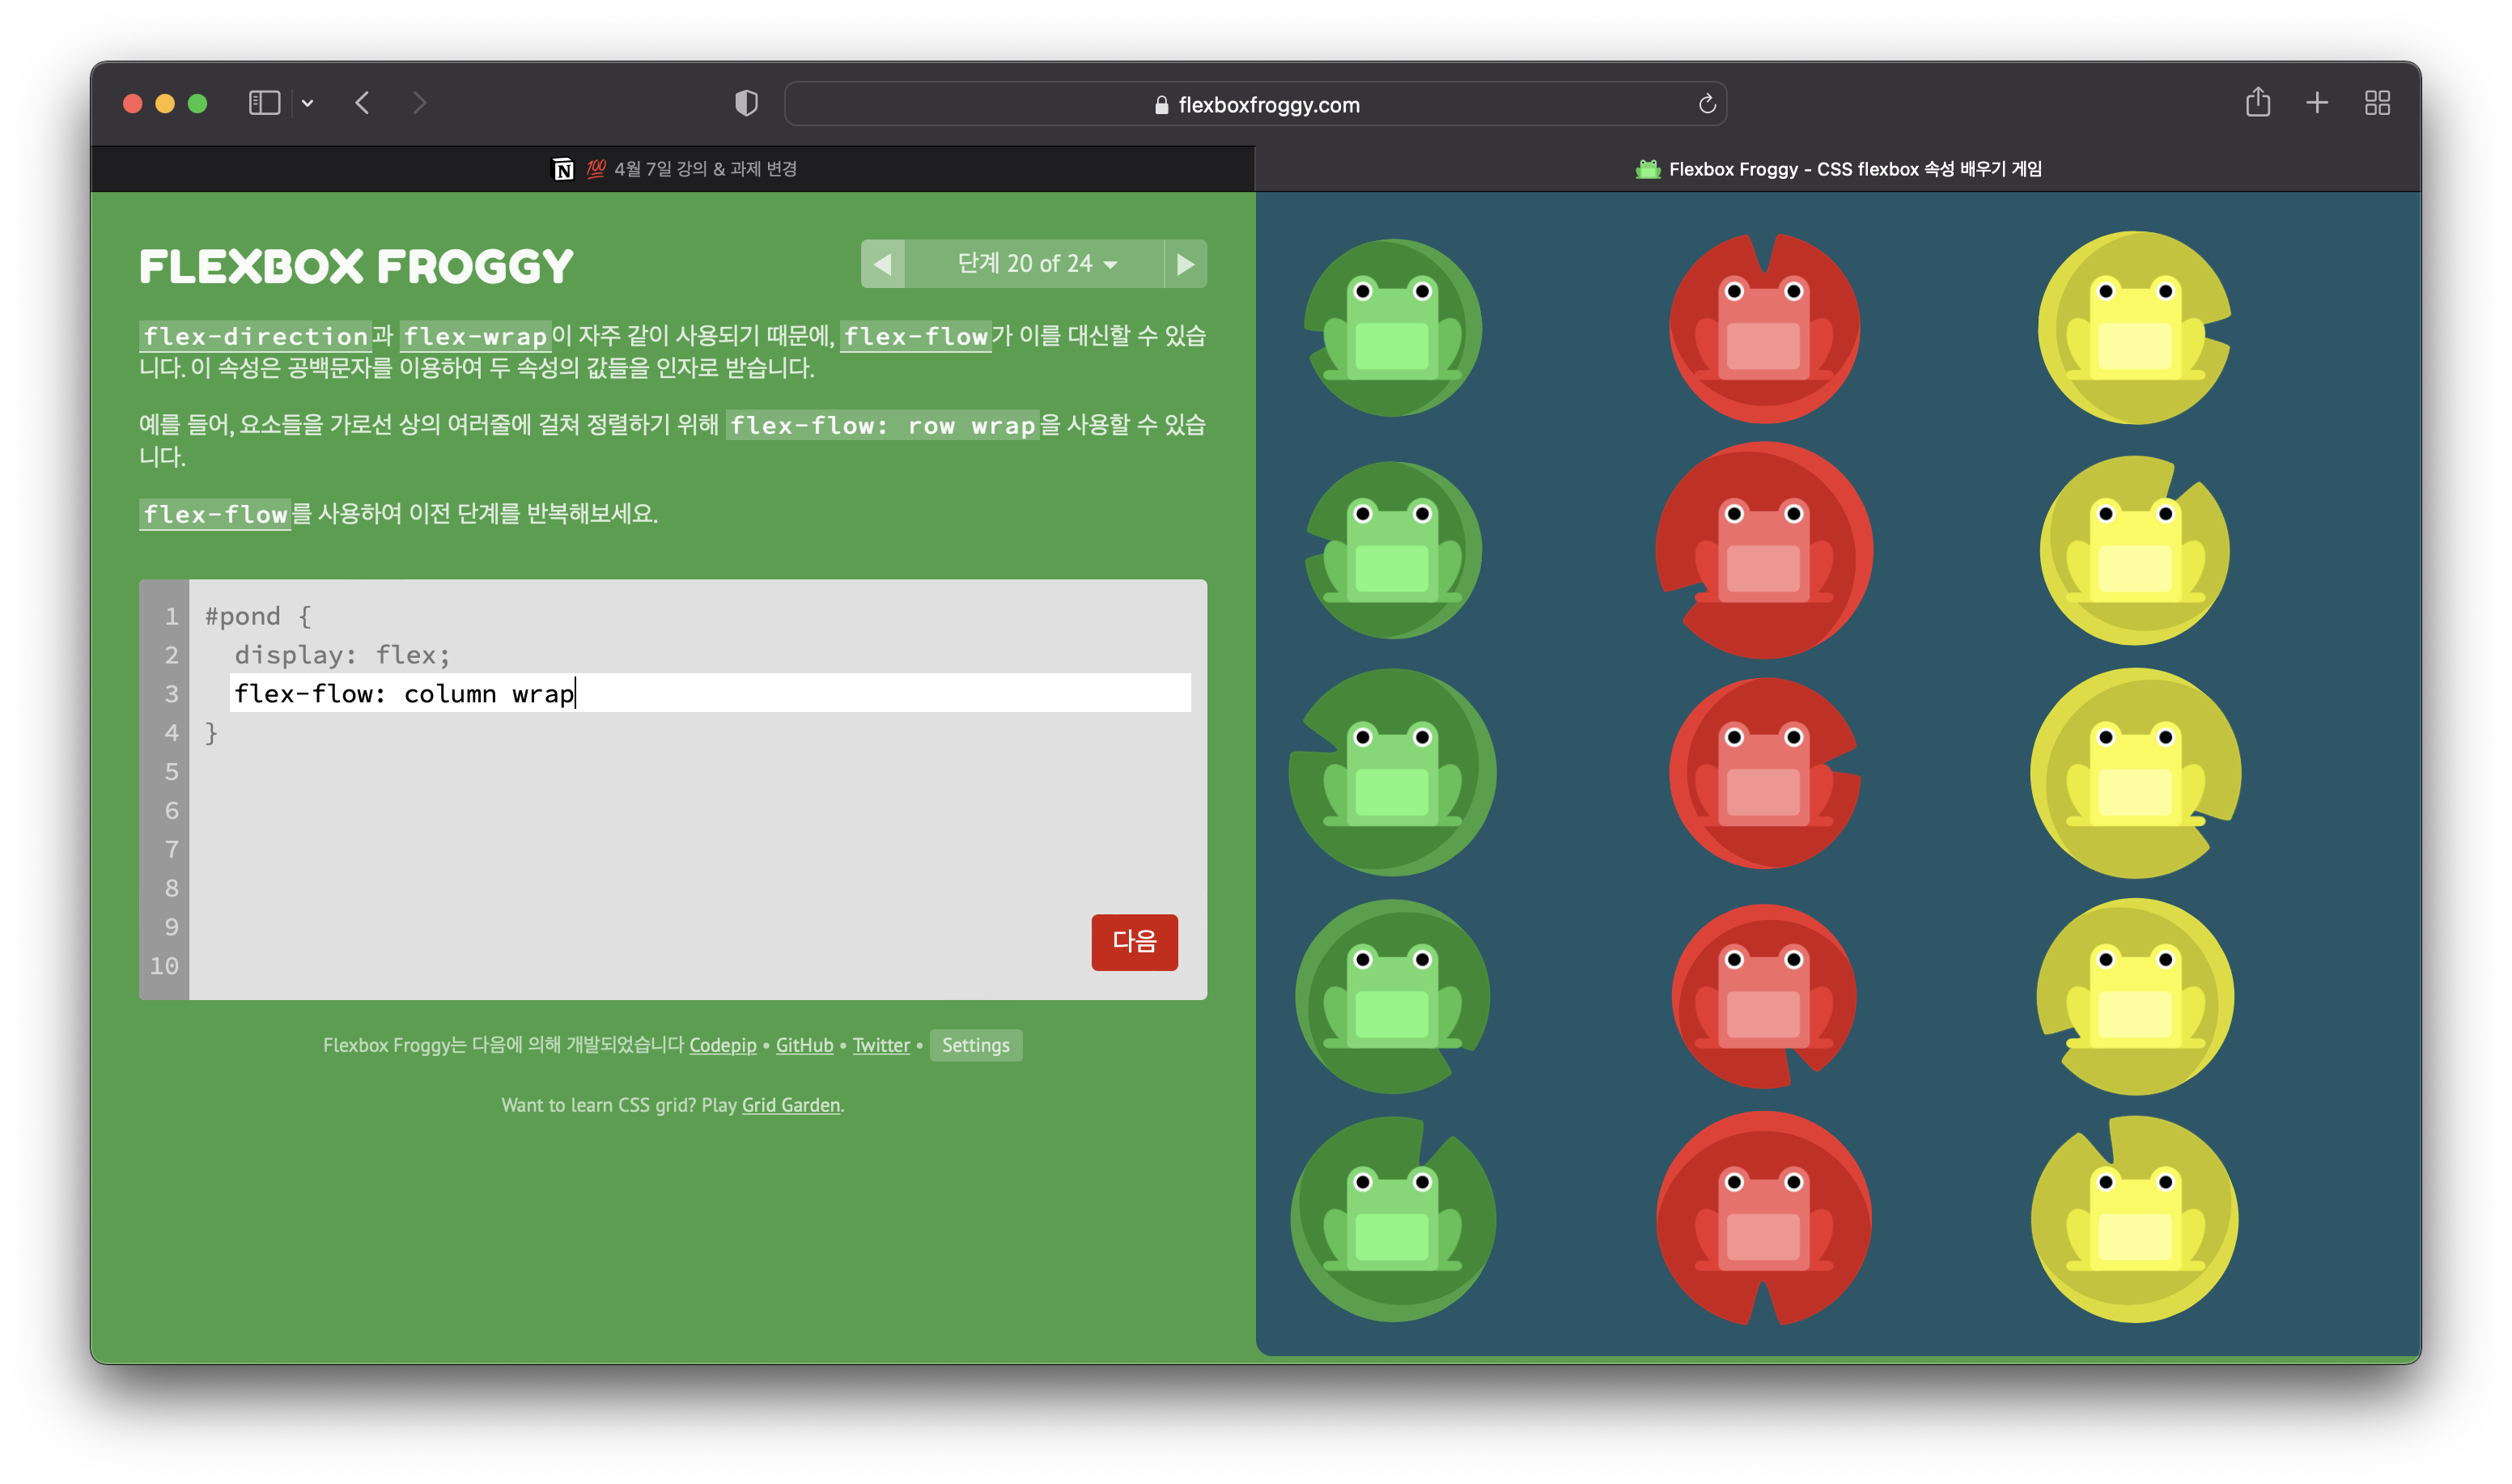 flexboxfroggy.com
💯 4월 7일 강의 & 과제 변경
Flexbox Froggy - CSS flexbox 속성 배우기 게임
FLEXBOX FROGGY
단계 20 of 24
flex-direction과 flex-wrap이 자주 같이 사용되기 때문에, flex-flow가 이를 대신할 수 있습
니다. 이 속성은 공백문자를 이용하여 두 속성의 값들을 인자로 받습니다.
예를 들어, 요소들을 가로선 상의 여러줄에 걸쳐 정렬하기 위해 flex-flow: row wrap을 사용할 수 있습
니다.
flex-flow를 사용하여 이전 단계를 반복해보세요.
1 #pond {
2 display: flex;
3 flex-flow: column wrap
4 }
5
6
7
8
9
10
다음
Flexbox Froggy는 다음에 의해 개발되었습니다 Codepip • GitHub • Twitter • Settings
Want to learn CSS grid? Play Grid Garden.